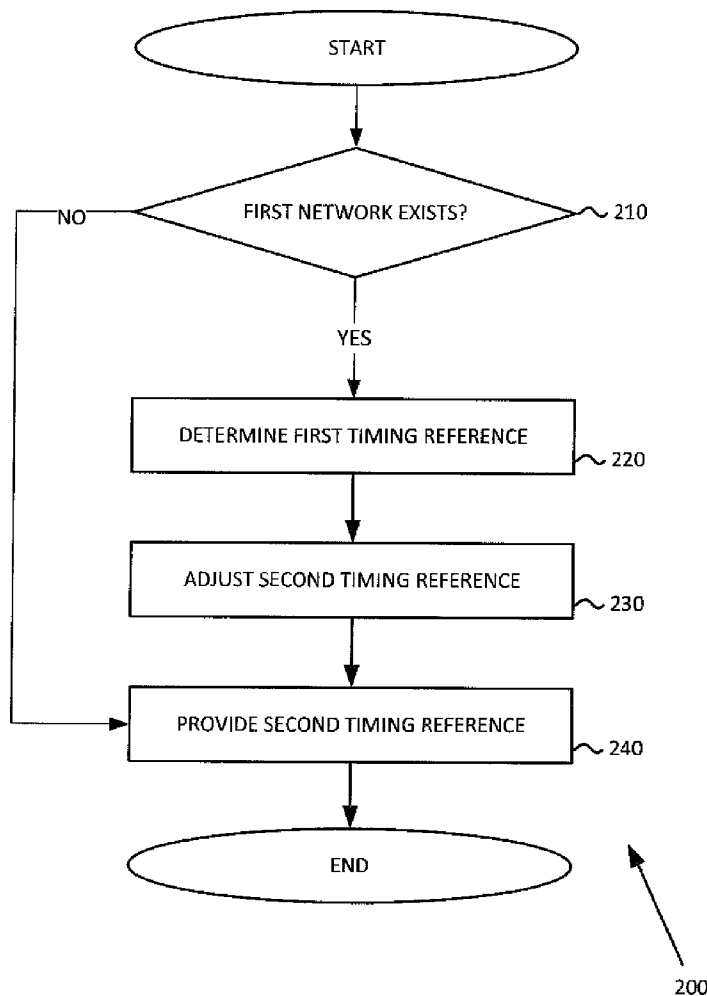 START
FIRST NETWORK EXISTS?
210
NO
YES
DETERMINE FIRST TIMING REFERENCE
220
ADJUST SECOND TIMING REFERENCE
230
PROVIDE SECOND TIMING REFERENCE
240
END
200